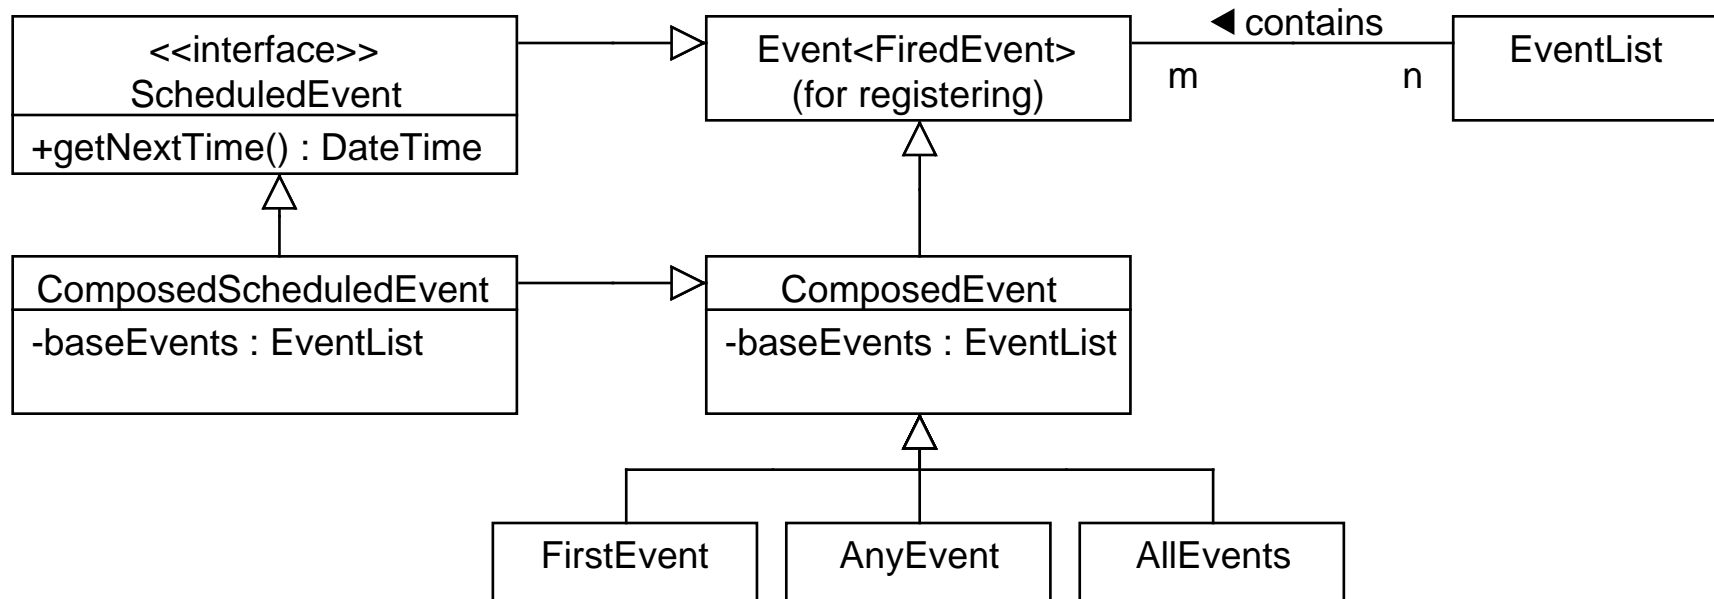 <<interface>>
ScheduledEvent
+getNextTime() : DateTime
Event<FiredEvent>
(for registering)
◀ contains
m
n
EventList
ComposedScheduledEvent
-baseEvents : EventList
ComposedEvent
-baseEvents : EventList
FirstEvent
AnyEvent
AllEvents